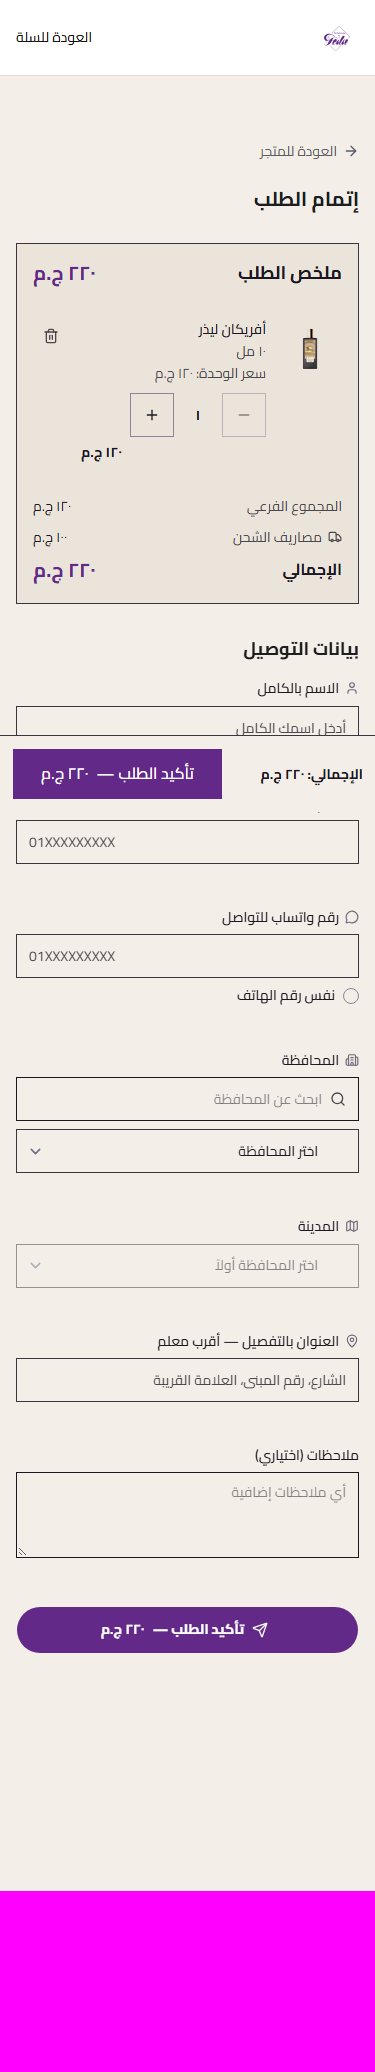 العودة للسلة
العودة للمتجر
إتمام الطلب
ملخص الطلب
٢٢٠ ج.م
أفريكان ليذر
١٠ مل
سعر الوحدة: ١٢٠ ج.م
١
١٢٠ ج.م
المجموع الفرعي
١٢٠ ج.م
مصاريف الشحن
١٠٠ ج.م
الإجمالي
٢٢٠ ج.م
بيانات التوصيل
الاسم بالكامل
أدخل اسمك الكامل
الإجمالي: ٢٢٠ ج.م
تأكيد الطلب — ٢٢٠ ج.م
01XXXXXXXXX
رقم واتساب للتواصل
01XXXXXXXXX
نفس رقم الهاتف
المحافظة
ابحث عن المحافظة
اختر المحافظة
المدينة
اختر المحافظة أولاً
العنوان بالتفصيل — أقرب معلم
الشارع، رقم المبنى، العلامة القريبة
ملاحظات (اختياري)
أي ملاحظات إضافية
تأكيد الطلب — ٢٢٠ ج.م